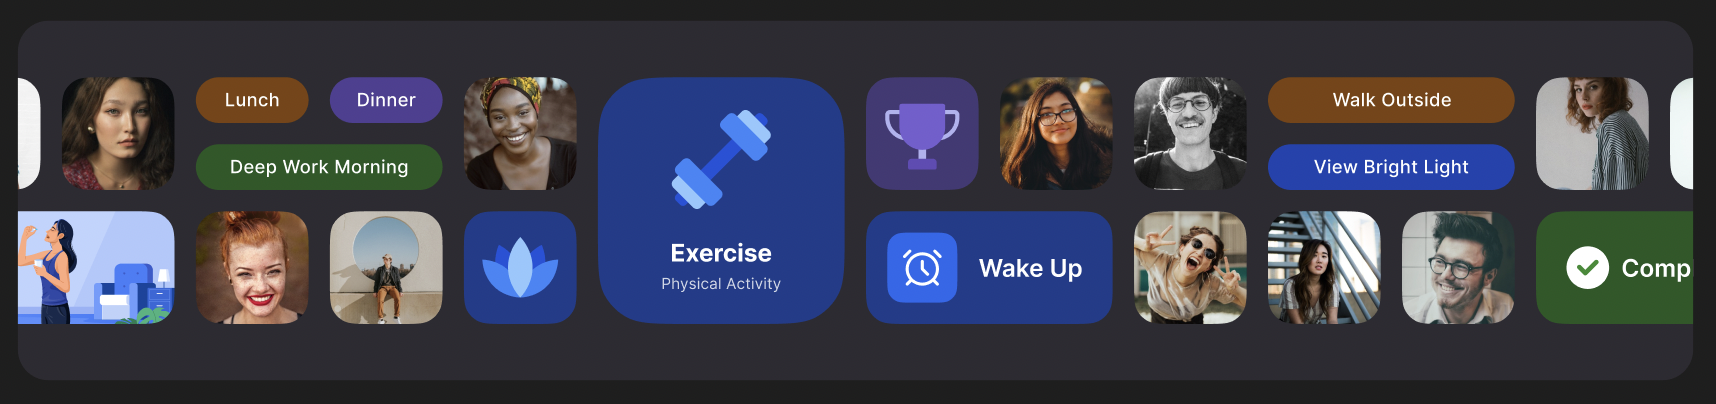 Lunch
Dinner
Deep Work Morning
Exercise
Physical Activity
Wake Up
Walk Outside
View Bright Light
Comp